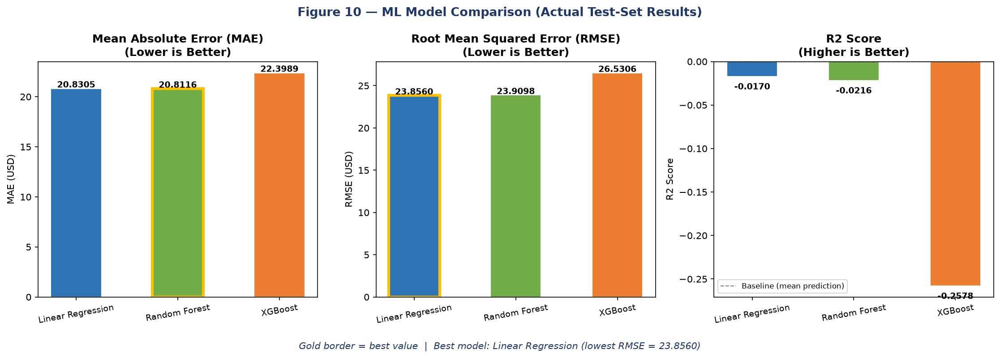 Figure 10 — ML Model Comparison (Actual Test-Set Results)
Mean Absolute Error (MAE)
(Lower is Better)
MAE (USD)
20
15
10
5
0
20.8305
20.8116
22.3989
Linear Regression
Random Forest
XGBoost
Root Mean Squared Error (RMSE)
(Lower is Better)
RMSE (USD)
25
20
15
10
5
0
23.8560
23.9098
26.5306
Linear Regression
Random Forest
XGBoost
R2 Score
(Higher is Better)
R2 Score
0.00
−0.05
−0.10
−0.15
−0.20
−0.25
-0.0170
-0.0216
-0.2578
Baseline (mean prediction)
Linear Regression
Random Forest
XGBoost
Gold border = best value | Best model: Linear Regression (lowest RMSE = 23.8560)